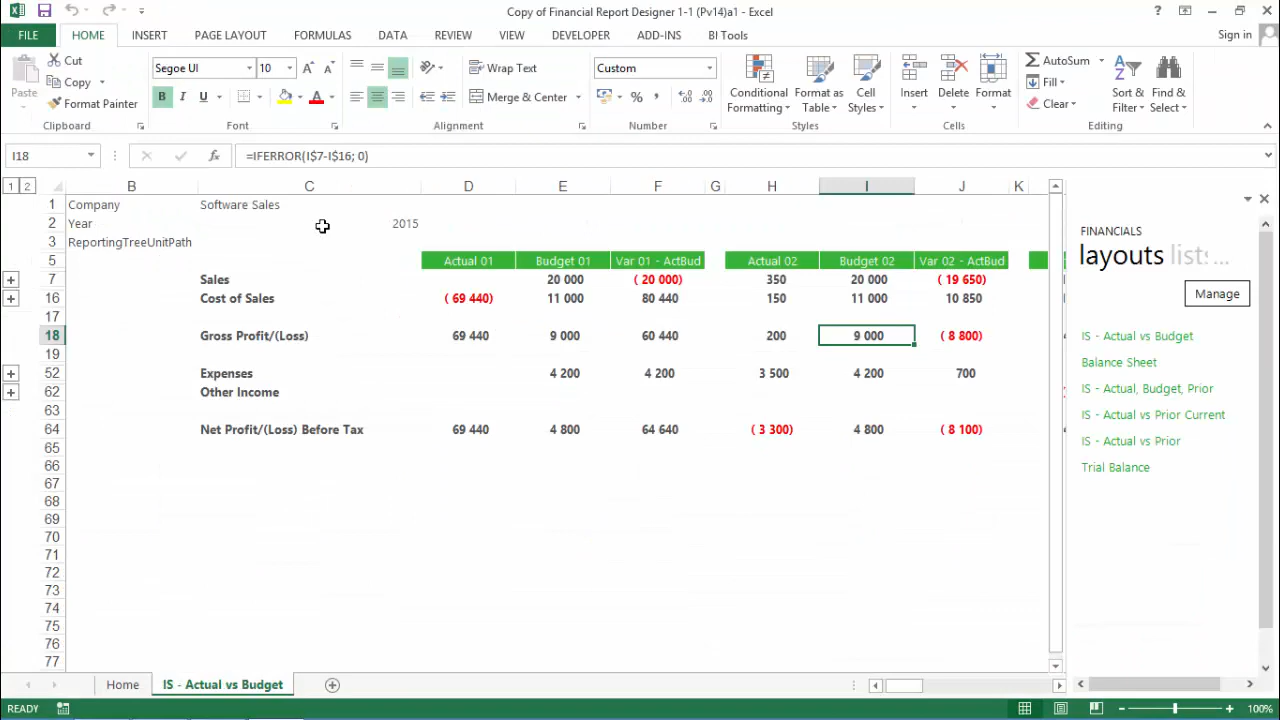 Copy of Financial Report Designer 1-1 (Pv14)a1 - Excel
?
Sign in
FILE HOME INSERT PAGE LAYOUT FORMULAS DATA REVIEW VIEW DEVELOPER ADD-INS BI Tools
Paste
Cut
Copy
Format Painter
Clipboard
Segoe UI 10
B I U
Font
Wrap Text
Merge & Center
Alignment
Custom
%
Number
Conditional Formatting
Format as Table
Cell Styles
Styles
Insert Delete Format
Cells
AutoSum
Fill
Clear
Sort & Filter
Find & Select
Editing
I18 fx =IFERROR(I$7-I$16; 0)
1 2
B C D E F G H I J K
1 Company Software Sales
2 Year 2015
3 ReportingTreeUnitPath
5 Actual 01 Budget 01 Var 01 - ActBud Actual 02 Budget 02 Var 02 - ActBud
7 Sales 20 000 ( 20 000) 350 20 000 ( 19 650)
16 Cost of Sales ( 69 440) 11 000 80 440 150 11 000 10 850
17
18 Gross Profit/(Loss) 69 440 9 000 60 440 200 9 000 ( 8 800)
19
52 Expenses 4 200 4 200 3 500 4 200 700
62 Other Income
63
64 Net Profit/(Loss) Before Tax 69 440 4 800 64 640 ( 3 300) 4 800 ( 8 100)
65
66
67
68
69
70
71
72
73
74
75
76
77
FINANCIALS
layouts lists ...
Manage
IS - Actual vs Budget
Balance Sheet
IS - Actual, Budget, Prior
IS - Actual vs Prior Current
IS - Actual vs Prior
Trial Balance
Home IS - Actual vs Budget
READY
100%